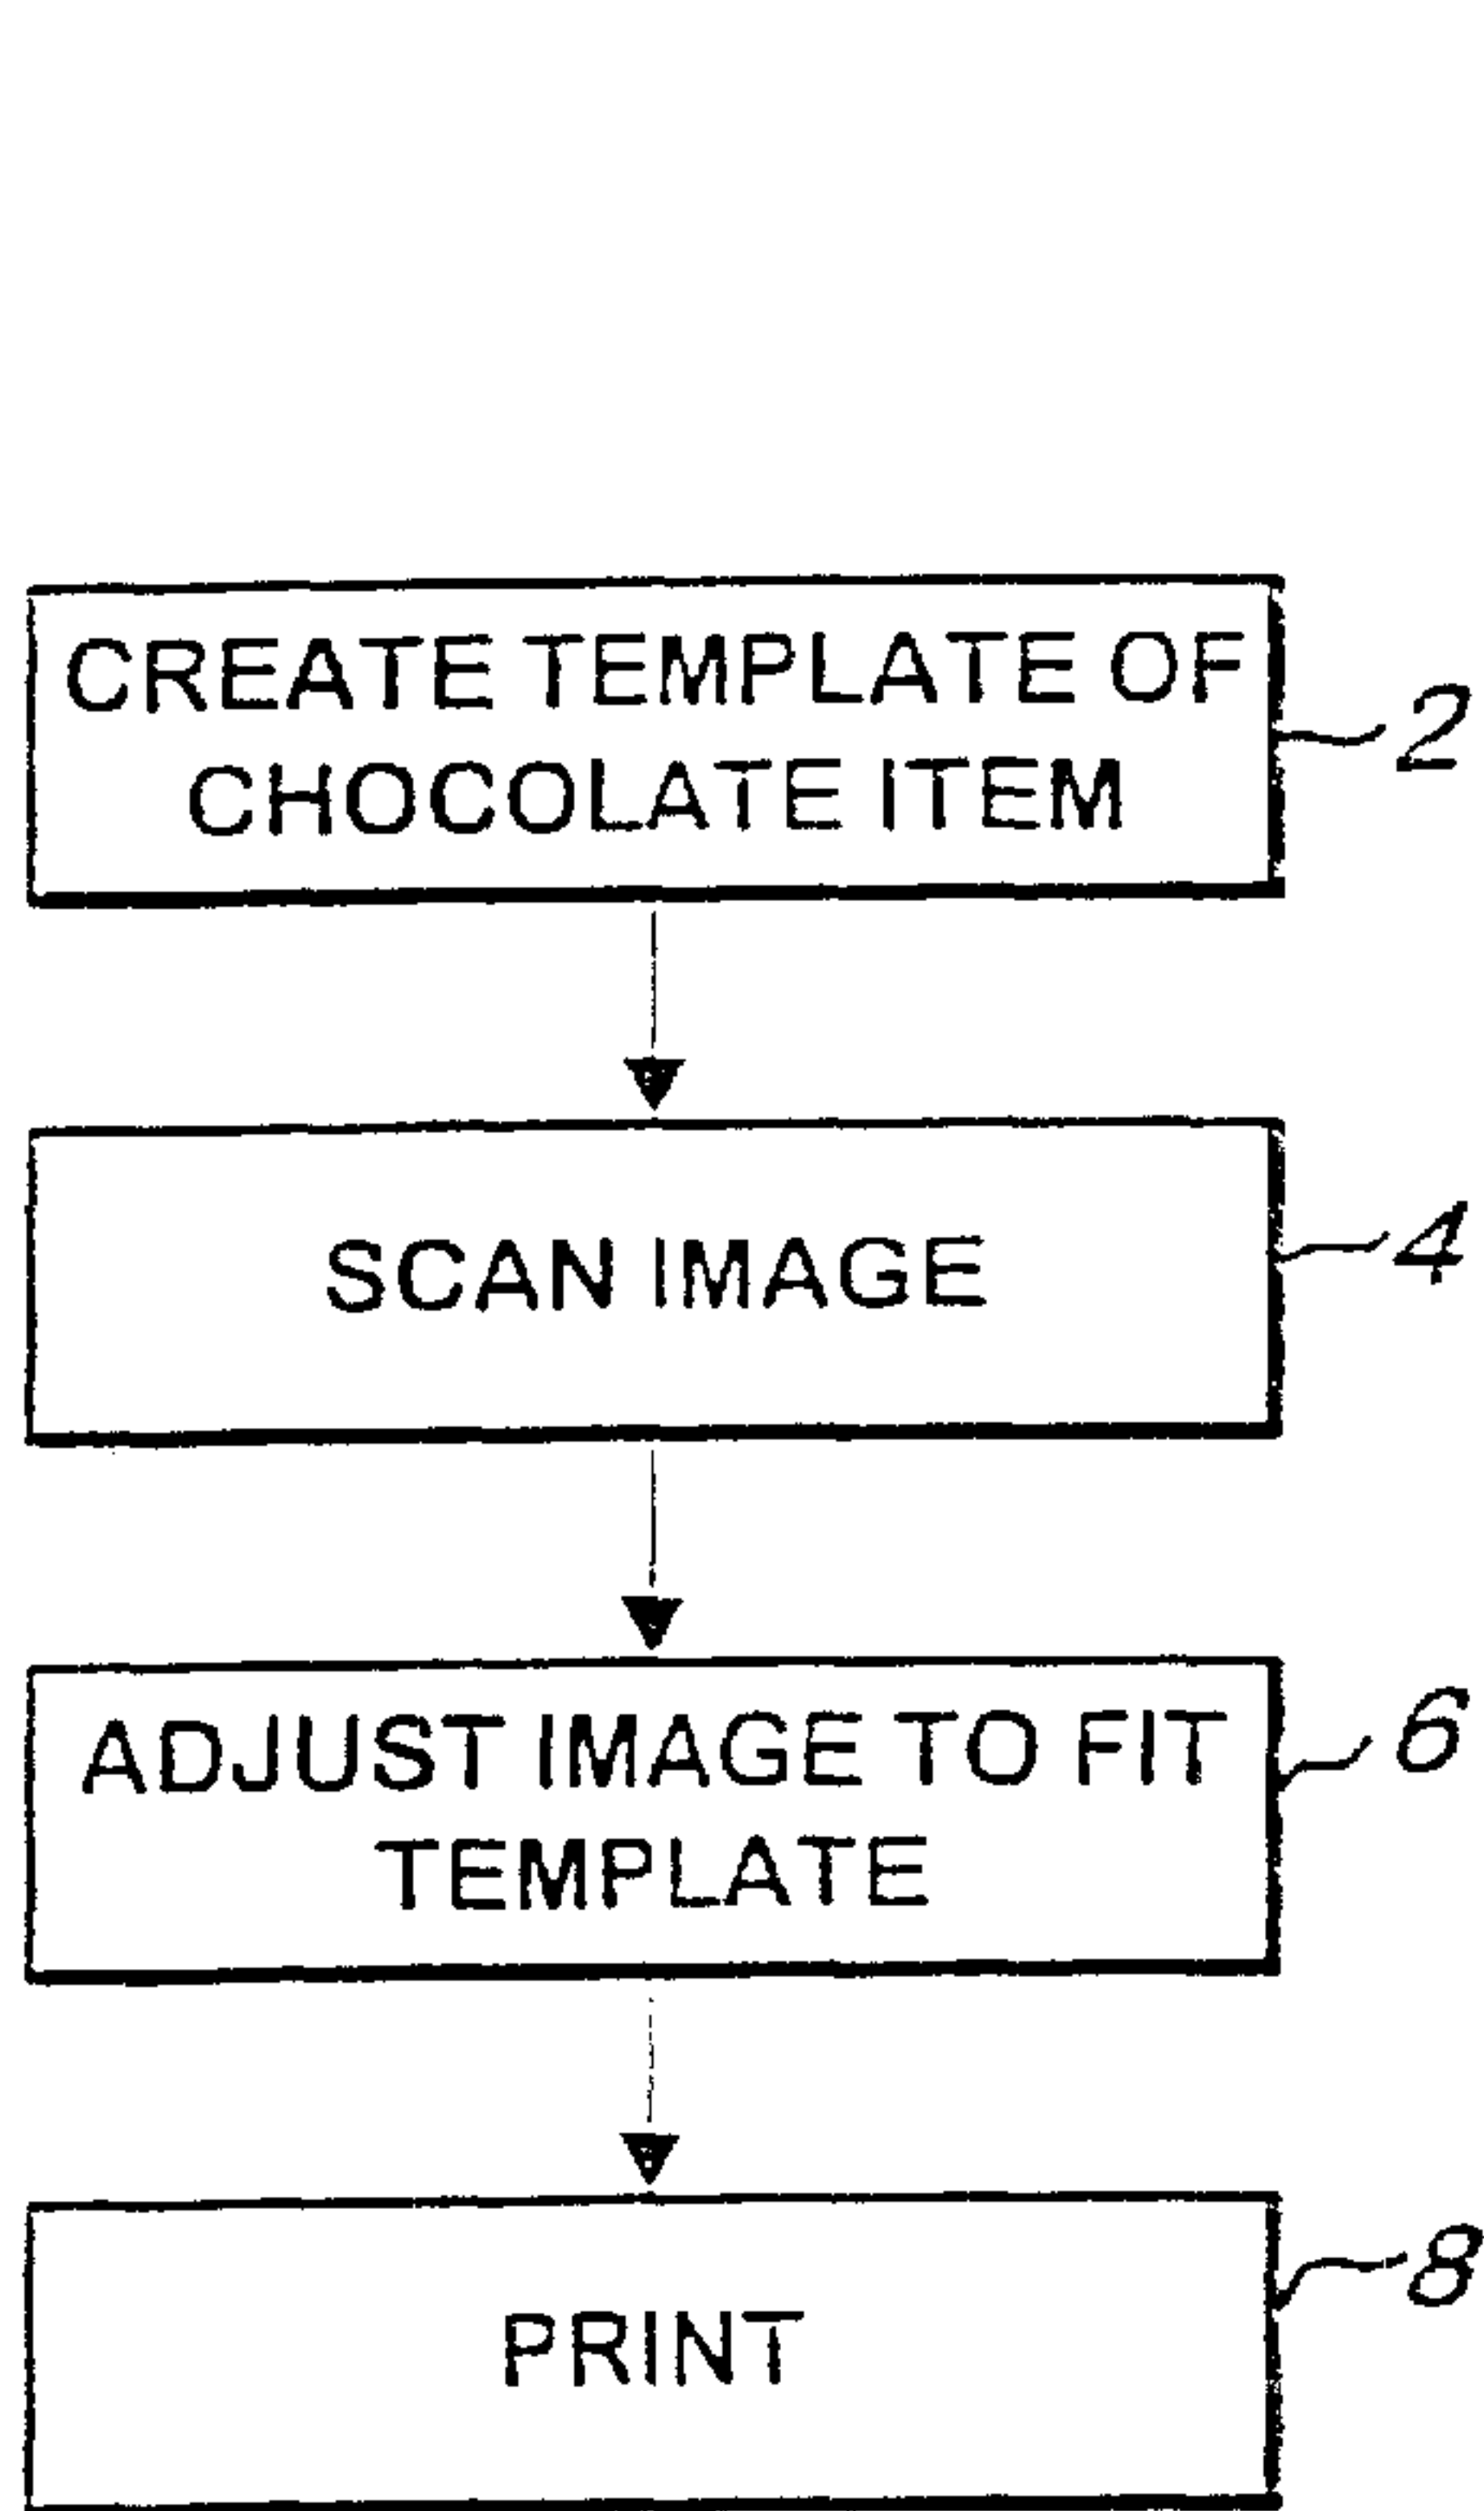 CREATE TEMPLATE OF
CHOCOLATE ITEM
2
SCAN IMAGE
4
ADJUST IMAGE TO FIT
TEMPLATE
6
PRINT
8